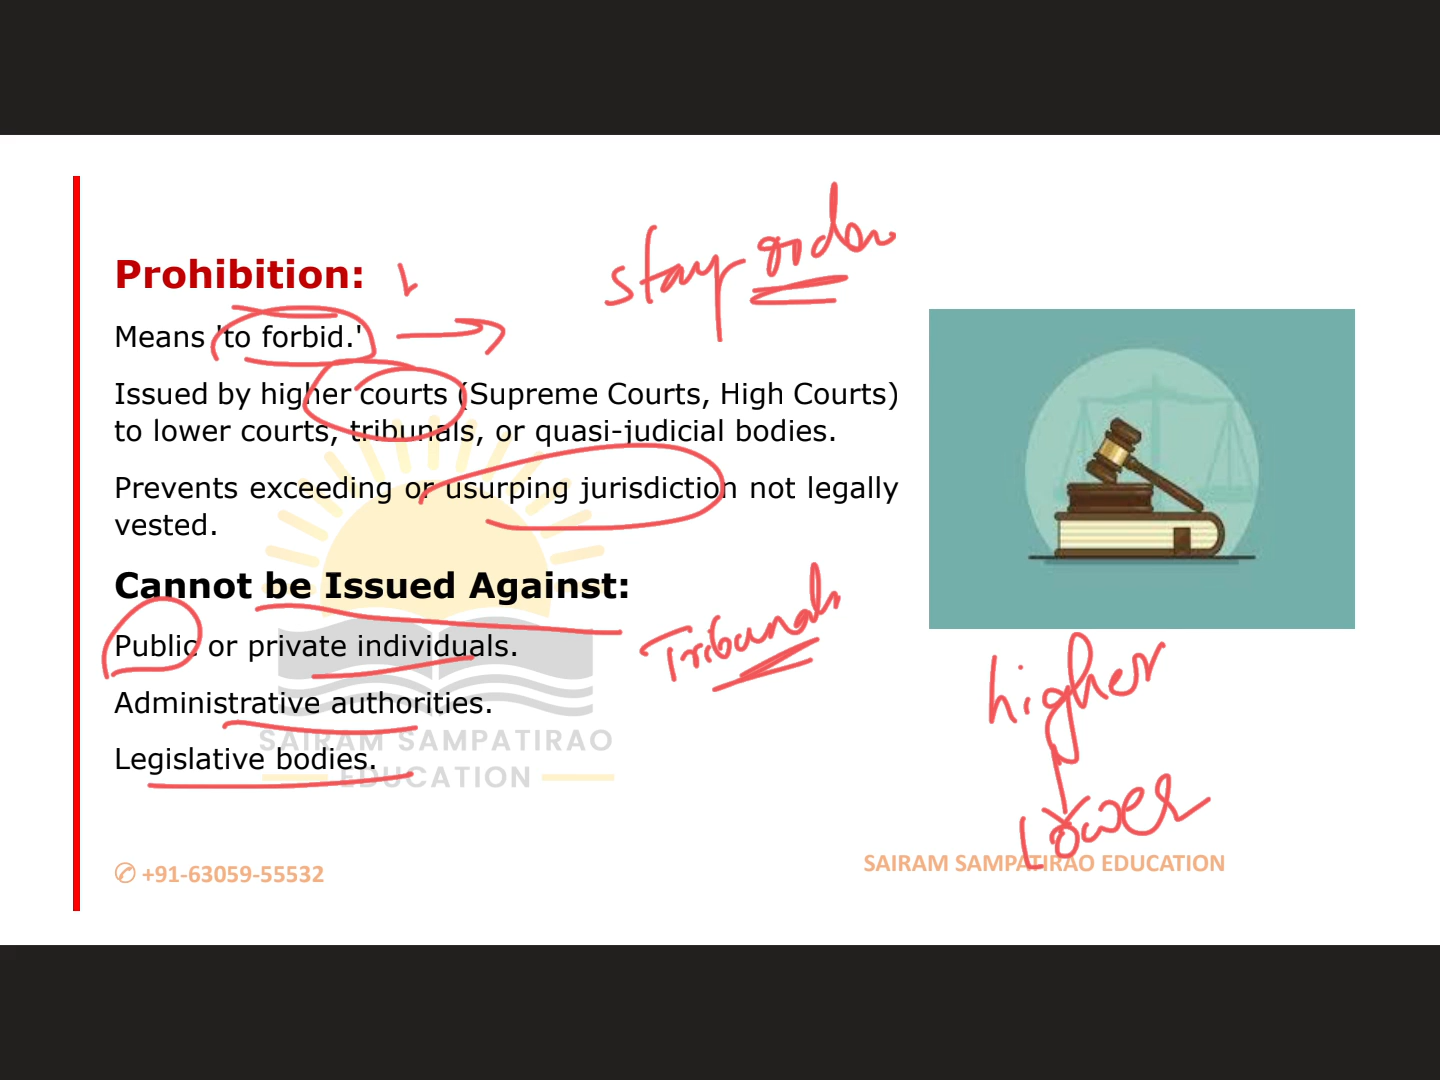 stay order
Prohibition:
Means 'to forbid.'
Issued by higher courts (Supreme Courts, High Courts)
to lower courts, tribunals, or quasi-judicial bodies.
Prevents exceeding or usurping jurisdiction not legally
vested.
Cannot be Issued Against:
Public or private individuals.
Tribunals
Administrative authorities.
higher
Legislative bodies.
lower
SAIRAM SAMPATIRAO
EDUCATION
+91-63059-55532
SAIRAM SAMPATIRAO EDUCATION